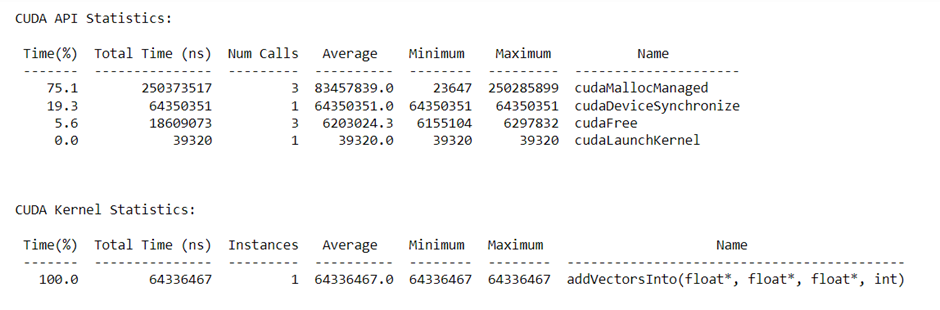 CUDA API Statistics:
Time(%) Total Time (ns) Num Calls Average Minimum Maximum Name
------- --------------- --------- ---------- -------- --------- ---------------------
75.1 250373517 3 83457839.0 23647 250285899 cudaMallocManaged
19.3 64350351 1 64350351.0 64350351 64350351 cudaDeviceSynchronize
5.6 18609073 3 6203024.3 6155104 6297832 cudaFree
0.0 39320 1 39320.0 39320 39320 cudaLaunchKernel
CUDA Kernel Statistics:
Time(%) Total Time (ns) Instances Average Minimum Maximum Name
------- --------------- --------- ---------- -------- -------- -------------------------------------------
100.0 64336467 1 64336467.0 64336467 64336467 addVectorsInto(float*, float*, float*, int)